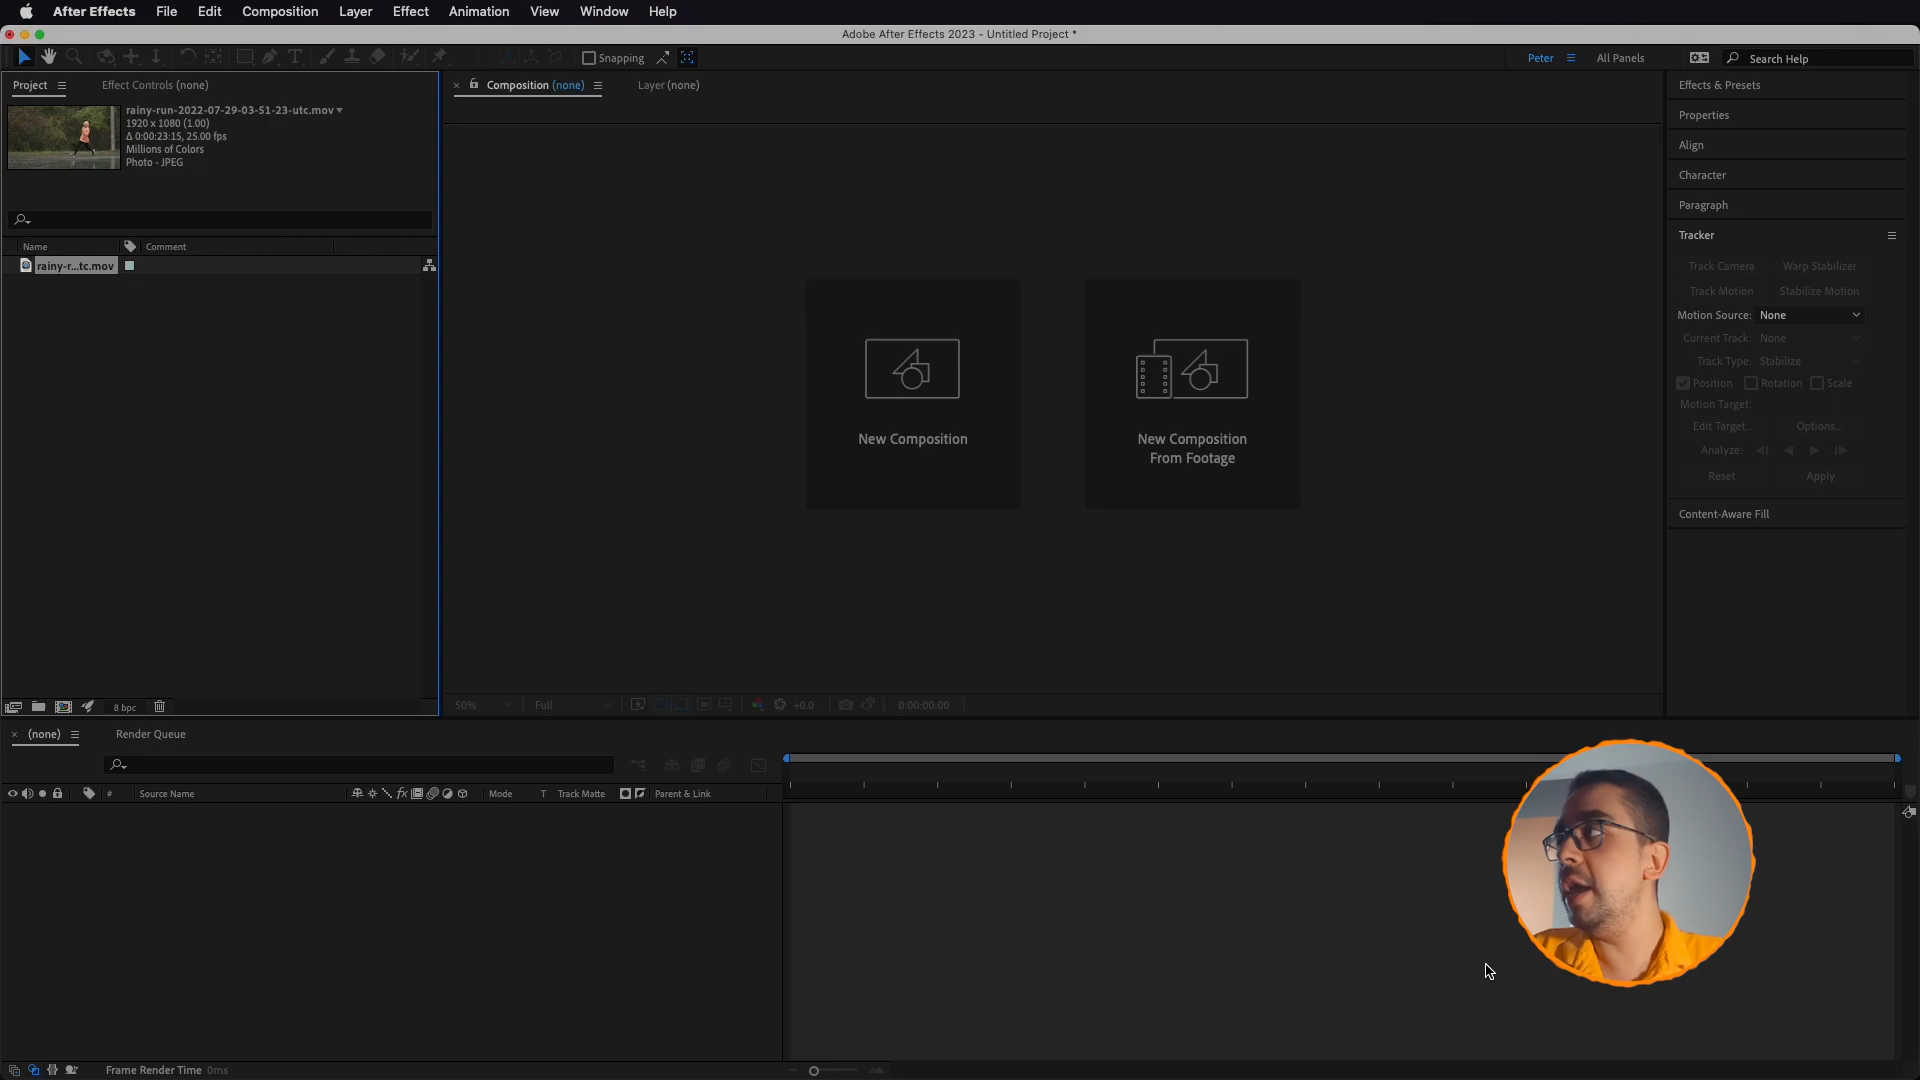 After Effects File Edit Composition Layer Effect Animation View Window Help
Adobe After Effects 2023 - Untitled Project *
Snapping
Peter
All Panels
Search Help
Project
Effect Controls (none)
rainy-run-2022-07-29-03-51-23-utc.mov
1920 x 1080 (1.00)
Δ 0:00:23:15, 25.00 fps
Millions of Colors
Photo - JPEG
Name
Comment
rainy-r...tc.mov
8 bpc
Composition (none)
Layer (none)
New Composition
New Composition
From Footage
50%
Full
+0.0
0:00:00:00
Effects & Presets
Properties
Align
Character
Paragraph
Tracker
Track Camera
Warp Stabilizer
Track Motion
Stabilize Motion
Motion Source: None
Current Track: None
Track Type: Stabilize
Position Rotation Scale
Motion Target:
Edit Target...
Options...
Analyze:
Reset
Apply
Content-Aware Fill
(none)
Render Queue
#
Source Name
fx
Mode
T
Track Matte
Parent & Link
Frame Render Time 0ms